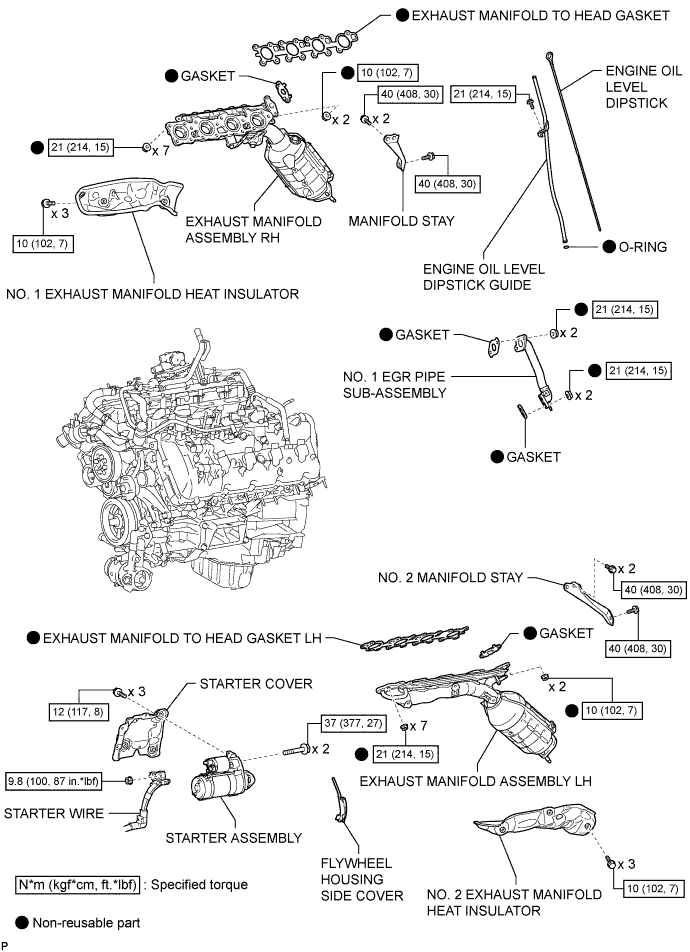 EXHAUST MANIFOLD TO HEAD GASKET
GASKET
10 (102, 7)
x 2
40 (408, 30)
x 2
21 (214, 15)
ENGINE OIL
LEVEL
DIPSTICK
21 (214, 15)
x 7
40 (408, 30)
x 3
10 (102, 7)
EXHAUST MANIFOLD
ASSEMBLY RH
MANIFOLD STAY
O-RING
ENGINE OIL LEVEL
DIPSTICK GUIDE
NO. 1 EXHAUST MANIFOLD HEAT INSULATOR
21 (214, 15)
GASKET
x 2
NO. 1 EGR PIPE
SUB-ASSEMBLY
21 (214, 15)
x 2
GASKET
NO. 2 MANIFOLD STAY
x 2
40 (408, 30)
EXHAUST MANIFOLD TO HEAD GASKET LH
GASKET
40 (408, 30)
STARTER COVER
x 3
x 2
12 (117, 8)
10 (102, 7)
37 (377, 27)
x 2
x 7
21 (214, 15)
9.8 (100, 87 in.*lbf)
EXHAUST MANIFOLD ASSEMBLY LH
STARTER WIRE
STARTER ASSEMBLY
FLYWHEEL
HOUSING
SIDE COVER
x 3
10 (102, 7)
NO. 2 EXHAUST MANIFOLD
HEAT INSULATOR
N*m (kgf*cm, ft.*lbf) : Specified torque
Non-reusable part
P